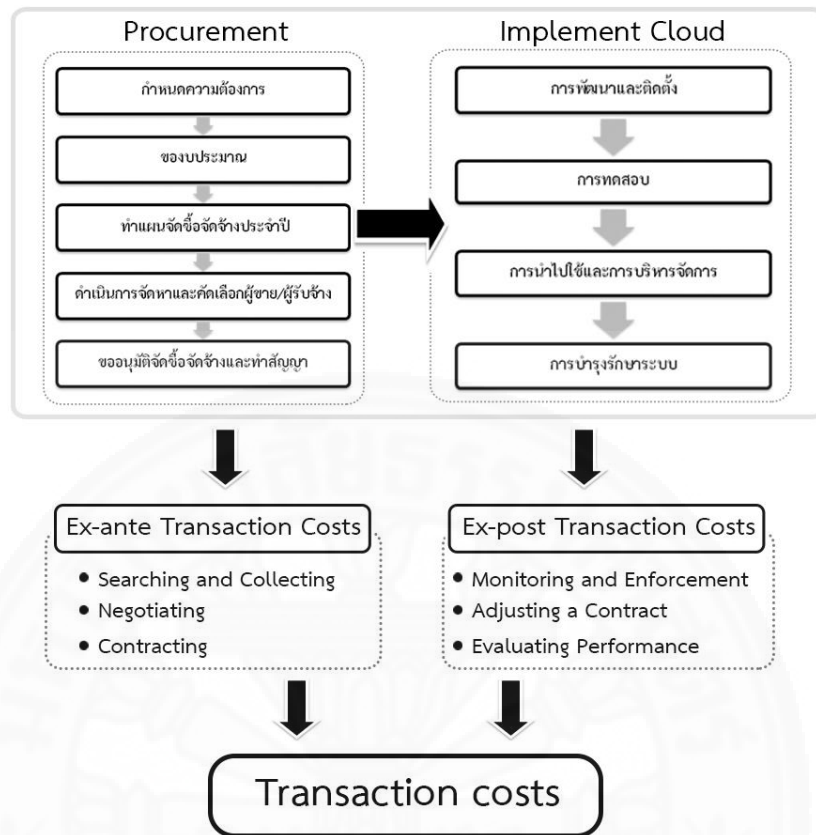 Procurement
กำหนดความต้องการ
ของบประมาณ
ทำแผนจัดซื้อจัดจ้างประจำปี
ดำเนินการจัดหาและคัดเลือกผู้ขาย/ผู้รับจ้าง
ขออนุมัติจัดซื้อจัดจ้างและทำสัญญา
Implement Cloud
การพัฒนาและติดตั้ง
การทดสอบ
การนำไปใช้และการบริหารจัดการ
การบำรุงรักษาระบบ
Ex-ante Transaction Costs
• Searching and Collecting
• Negotiating
• Contracting
Ex-post Transaction Costs
• Monitoring and Enforcement
• Adjusting a Contract
• Evaluating Performance
Transaction costs